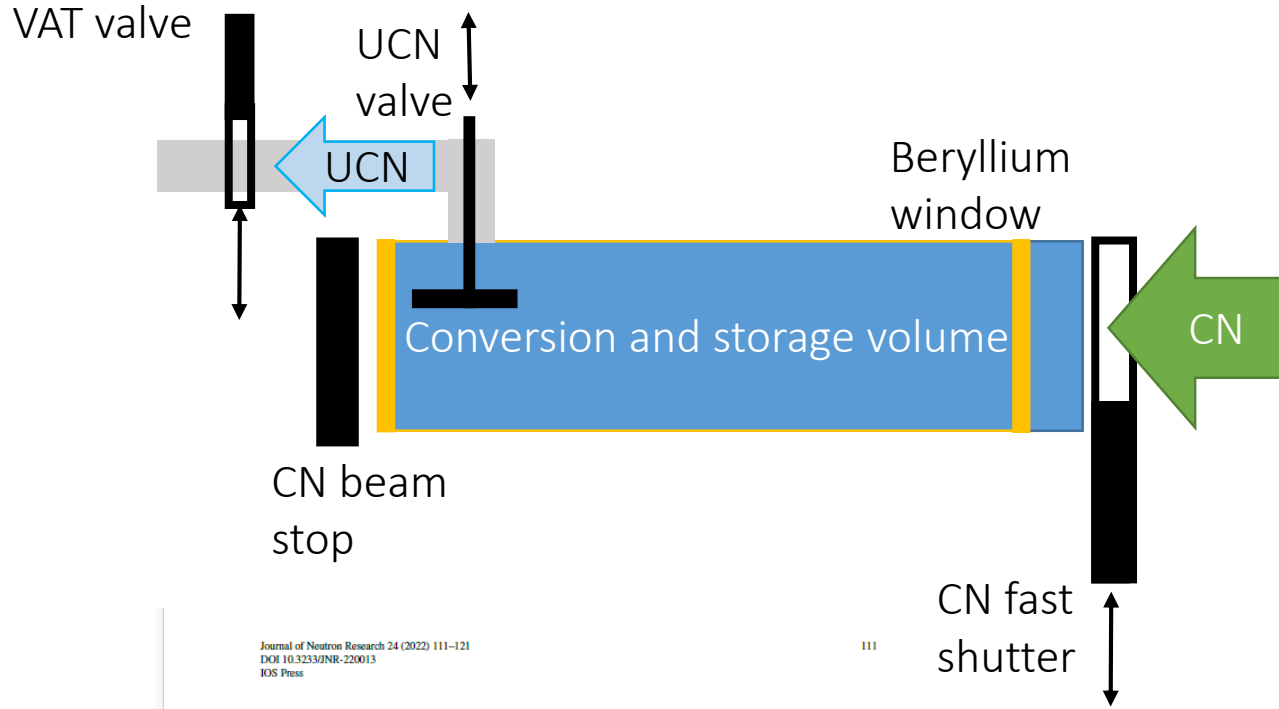 VAT valve
UCN
valve
UCN
Beryllium
window
Conversion and storage volume
CN
CN beam
stop
CN fast
shutter
Journal of Neutron Research 24 (2022) 111–121
111
DOI 10.3233/JNR-220013
IOS Press